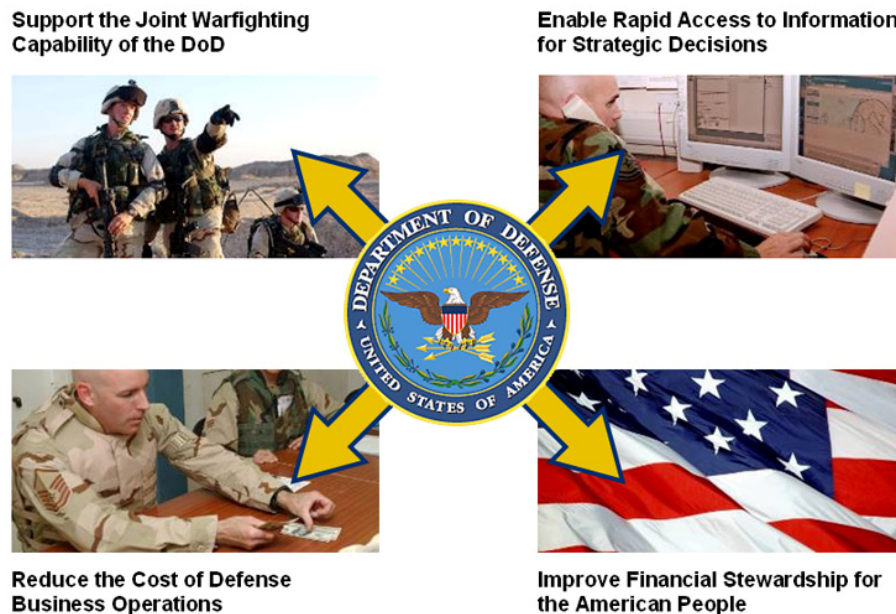 Support the Joint Warfighting
Capability of the DoD
Enable Rapid Access to Information
for Strategic Decisions
DEPARTMENT OF DEFENSE
UNITED STATES OF AMERICA
Reduce the Cost of Defense
Business Operations
Improve Financial Stewardship for
the American People